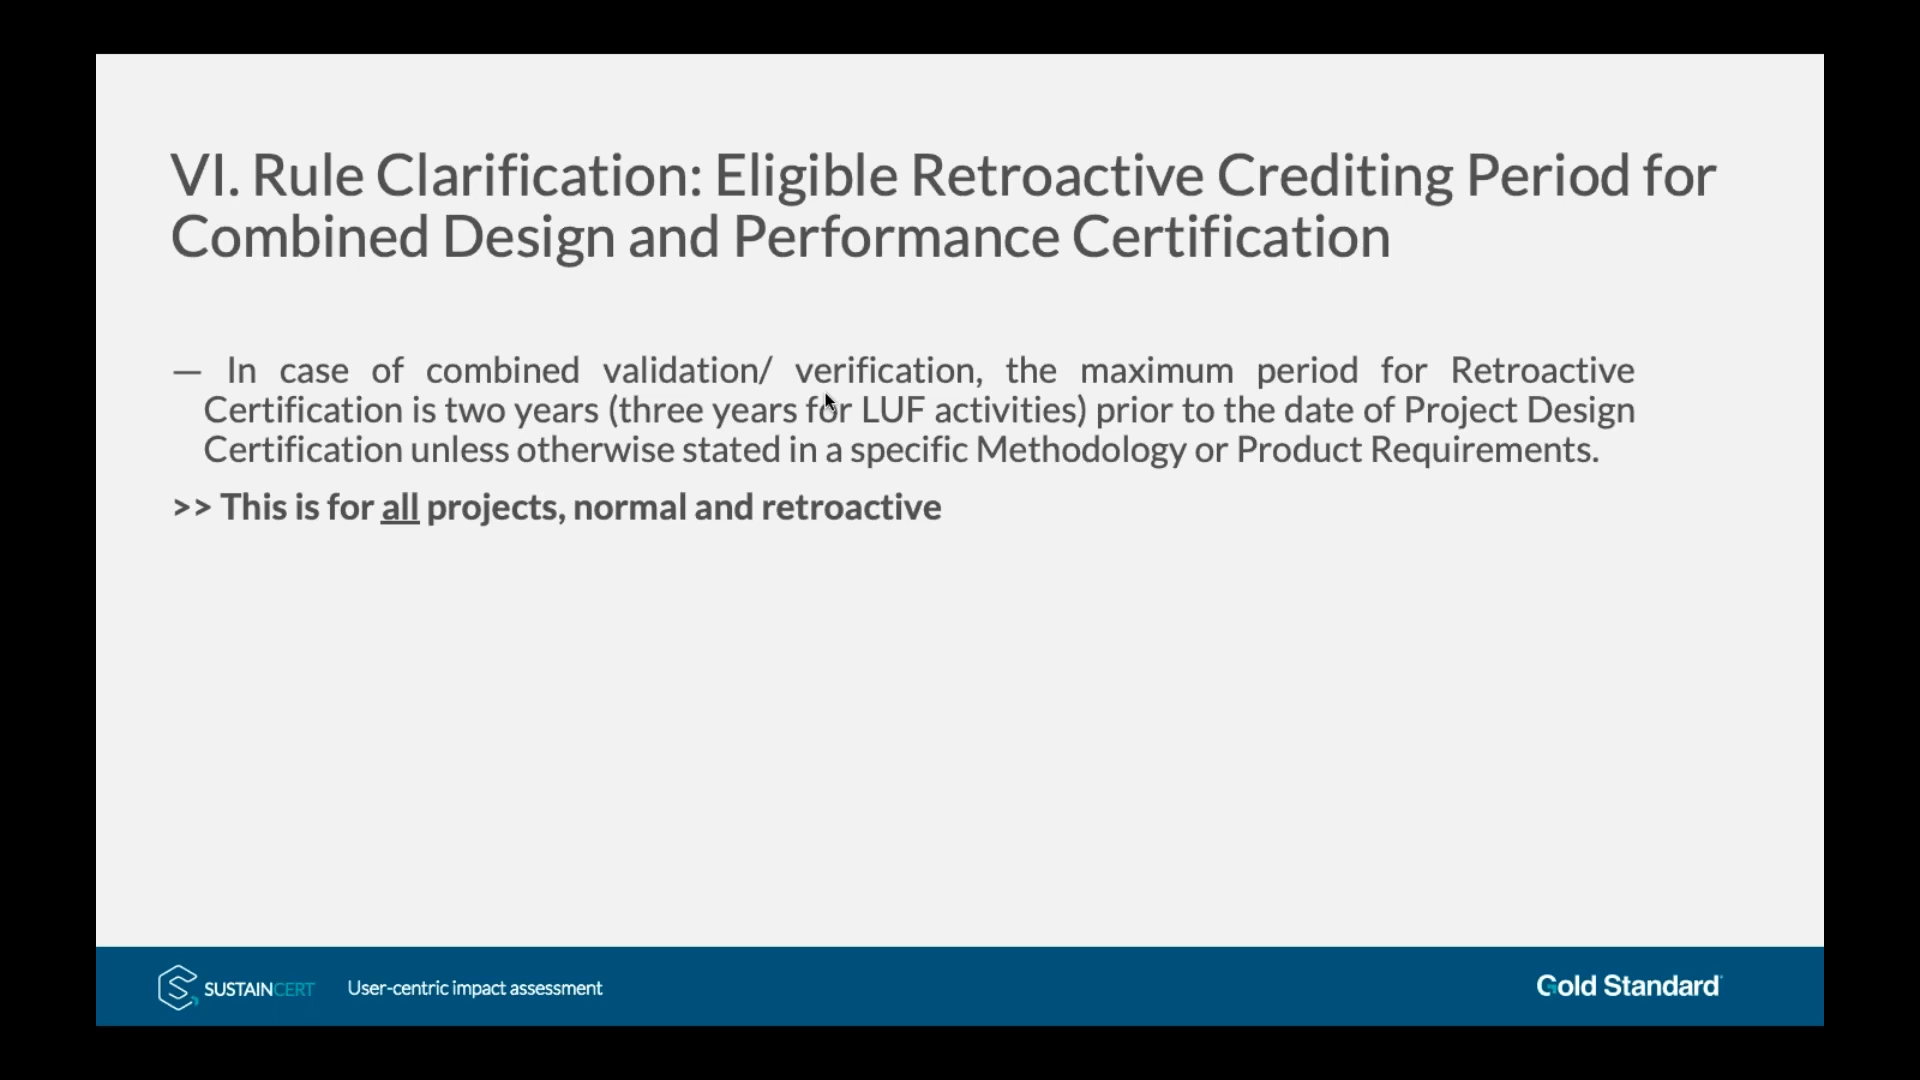 VI. Rule Clarification: Eligible Retroactive Crediting Period for
Combined Design and Performance Certification
— In case of combined validation/ verification, the maximum period for Retroactive
Certification is two years (three years for LUF activities) prior to the date of Project Design
Certification unless otherwise stated in a specific Methodology or Product Requirements.
>> This is for all projects, normal and retroactive
SUSTAINCERT
User-centric impact assessment
Gold Standard